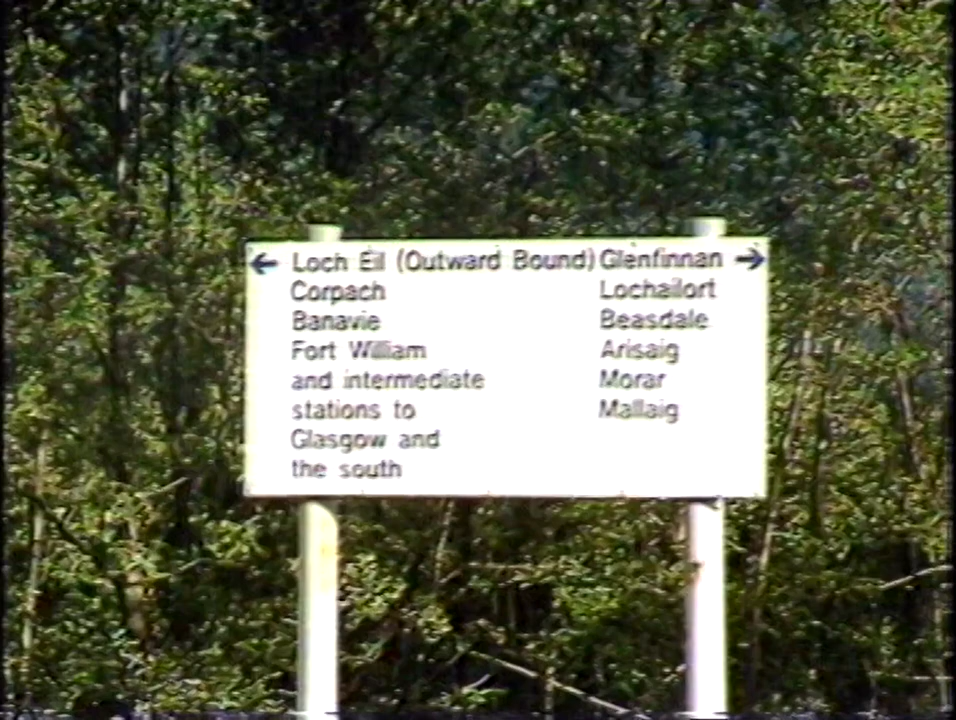 ← Loch Eil (Outward Bound)
Corpach
Banavie
Fort William
and intermediate
stations to
Glasgow and
the south
Glenfinnan →
Lochailort
Beasdale
Arisaig
Morar
Mallaig